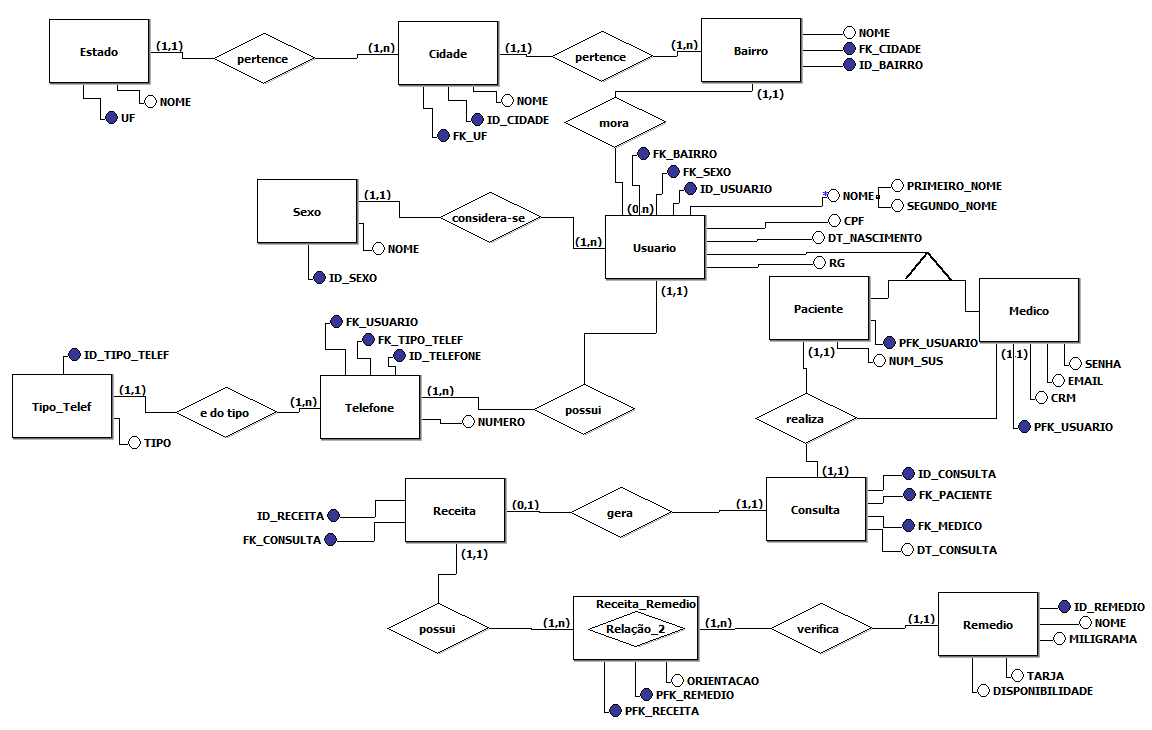 Estado
(1,1)
pertence
(1,n)
Cidade
(1,1)
pertence
(1,n)
Bairro
NOME
FK_CIDADE
ID_BAIRRO
NOME
UF
NOME
ID_CIDADE
FK_UF
(1,1)
mora
FK_BAIRRO
FK_SEXO
ID_USUARIO
(0,n)
Sexo
(1,1)
considera-se
(1,n)
Usuario
*
NOME
PRIMEIRO_NOME
SEGUNDO_NOME
CPF
DT_NASCIMENTO
RG
NOME
ID_SEXO
(1,1)
Paciente
Medico
PFK_USUARIO
(1,1)
NUM_SUS
(1,1)
SENHA
EMAIL
CRM
PFK_USUARIO
FK_USUARIO
FK_TIPO_TELEF
ID_TELEFONE
ID_TIPO_TELEF
Tipo_Telef
(1,1)
e do tipo
(1,n)
Telefone
(1,n)
possui
TIPO
NUMERO
realiza
(1,1)
ID_CONSULTA
FK_PACIENTE
FK_MEDICO
DT_CONSULTA
ID_RECEITA
FK_CONSULTA
Receita
(0,1)
gera
(1,1)
Consulta
(1,1)
possui
(1,n)
Receita_Remedio
Relação_2
(1,n)
verifica
(1,1)
Remedio
ID_REMEDIO
NOME
MILIGRAMA
ORIENTACAO
PFK_REMEDIO
PFK_RECEITA
TARJA
DISPONIBILIDADE